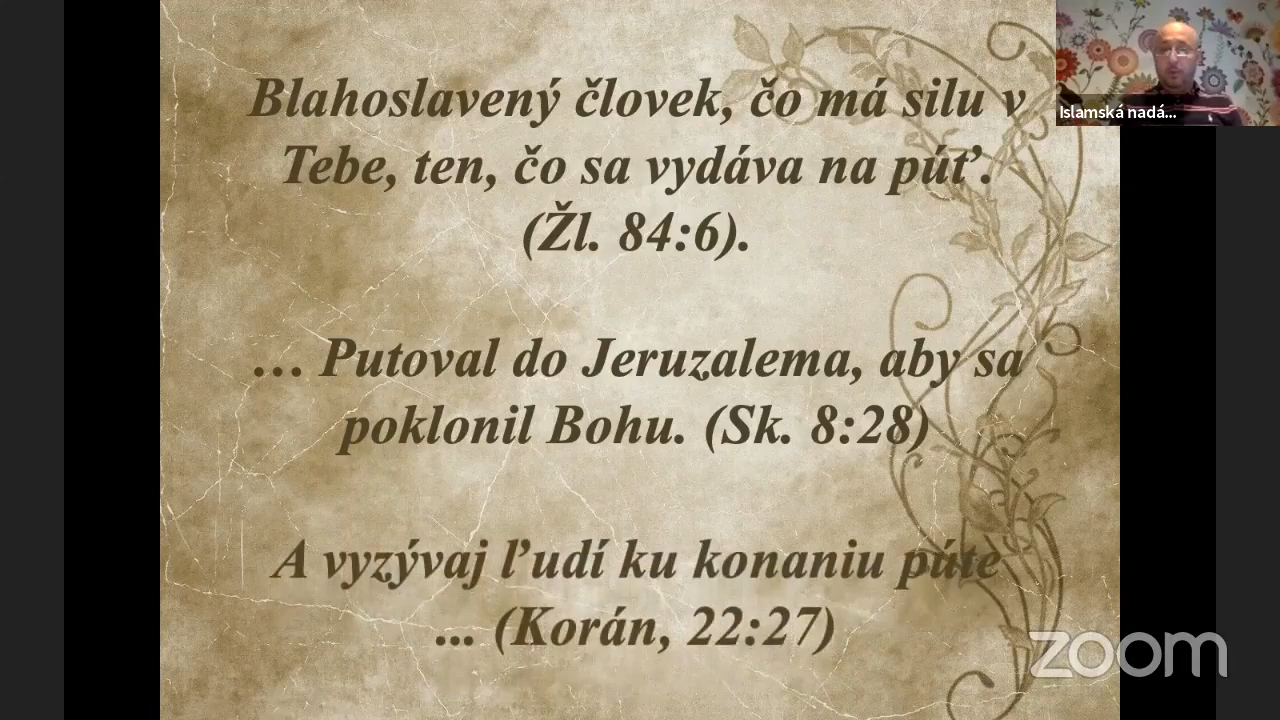 Blahoslavený človek, čo má silu v
Tebe, ten, čo sa vydáva na púť.
(Žl. 84:6).
… Putoval do Jeruzalema, aby sa
poklonil Bohu. (Sk. 8:28)
A vyzývaj ľudí ku konaniu púte
... (Korán, 22:27)
Islamská nadá...
zoom